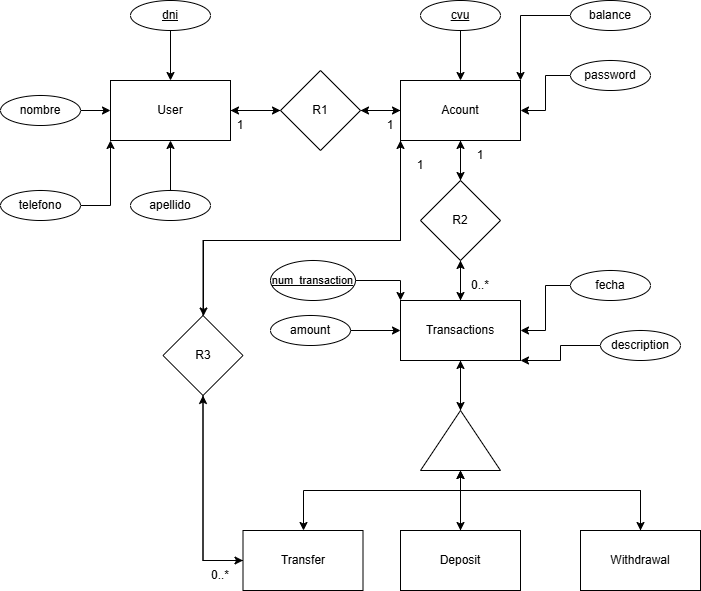 dni
cvu
balance
password
nombre
User
R1
Acount
1
1
1
1
telefono
apellido
R2
num_transaction
0..*
fecha
amount
Transactions
description
R3
Transfer
Deposit
Withdrawal
0..*